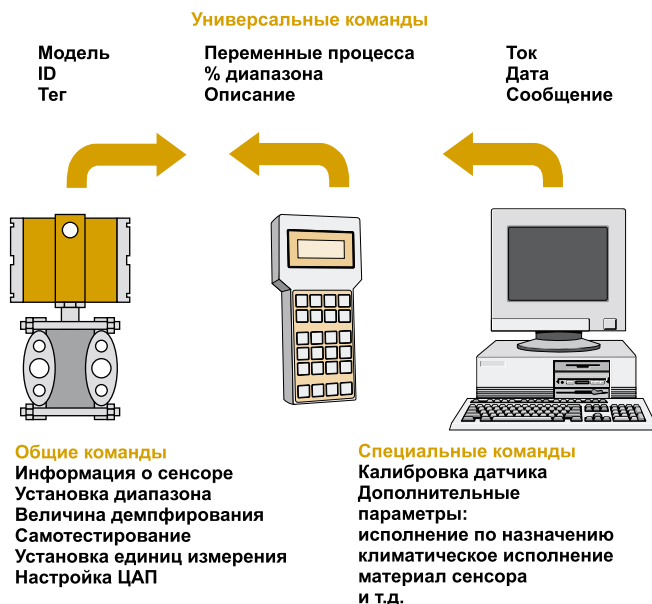 Универсальные команды
Модель
ID
Тег
Переменные процесса
% диапазона
Описание
Ток
Дата
Сообщение
Общие команды
Информация о сенсоре
Установка диапазона
Величина демпфирования
Самотестирование
Установка единиц измерения
Настройка ЦАП
Специальные команды
Калибровка датчика
Дополнительные
параметры:
исполнение по назначению
климатическое исполнение
материал сенсора
и т.д.